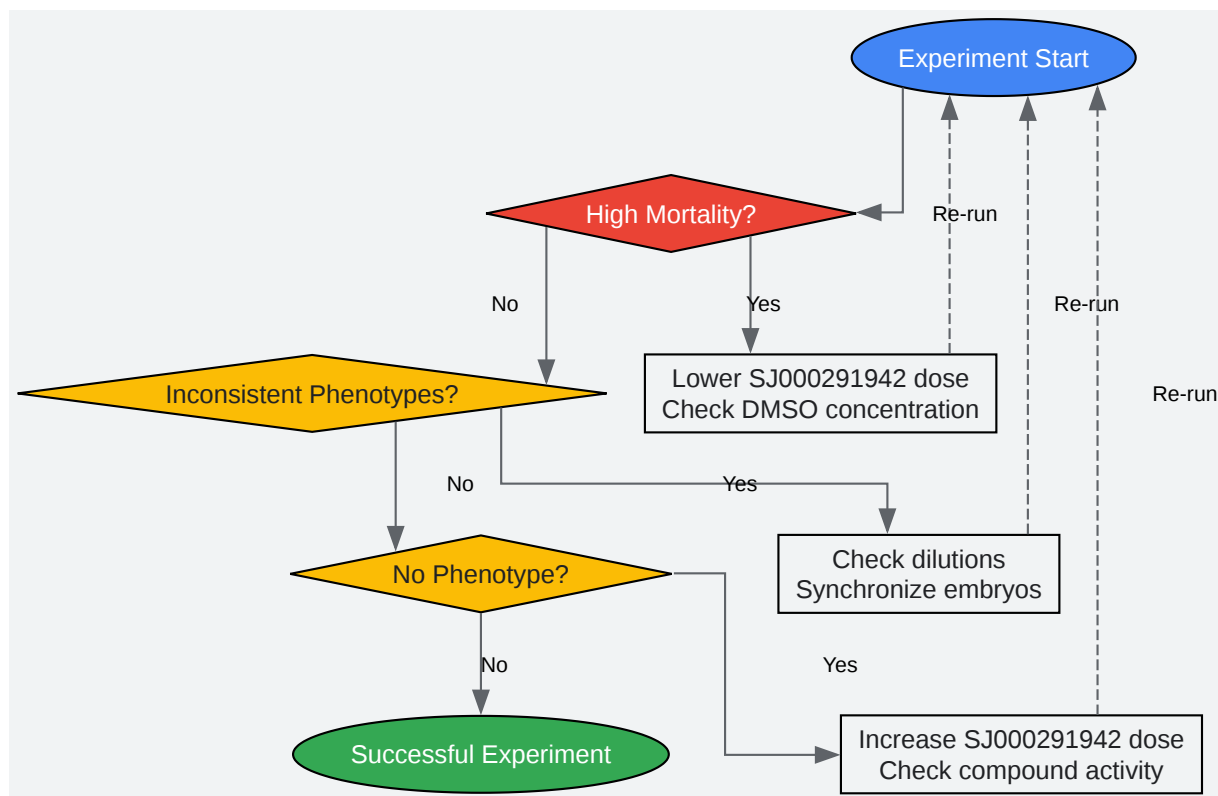 Experiment Start
High Mortality?
Re-run
No
Yes
Re-run
Inconsistent Phenotypes?
Lower SJ000291942 dose
Check DMSO concentration
Re-run
No
Yes
No Phenotype?
Check dilutions
Synchronize embryos
No
Yes
Successful Experiment
Increase SJ000291942 dose
Check compound activity